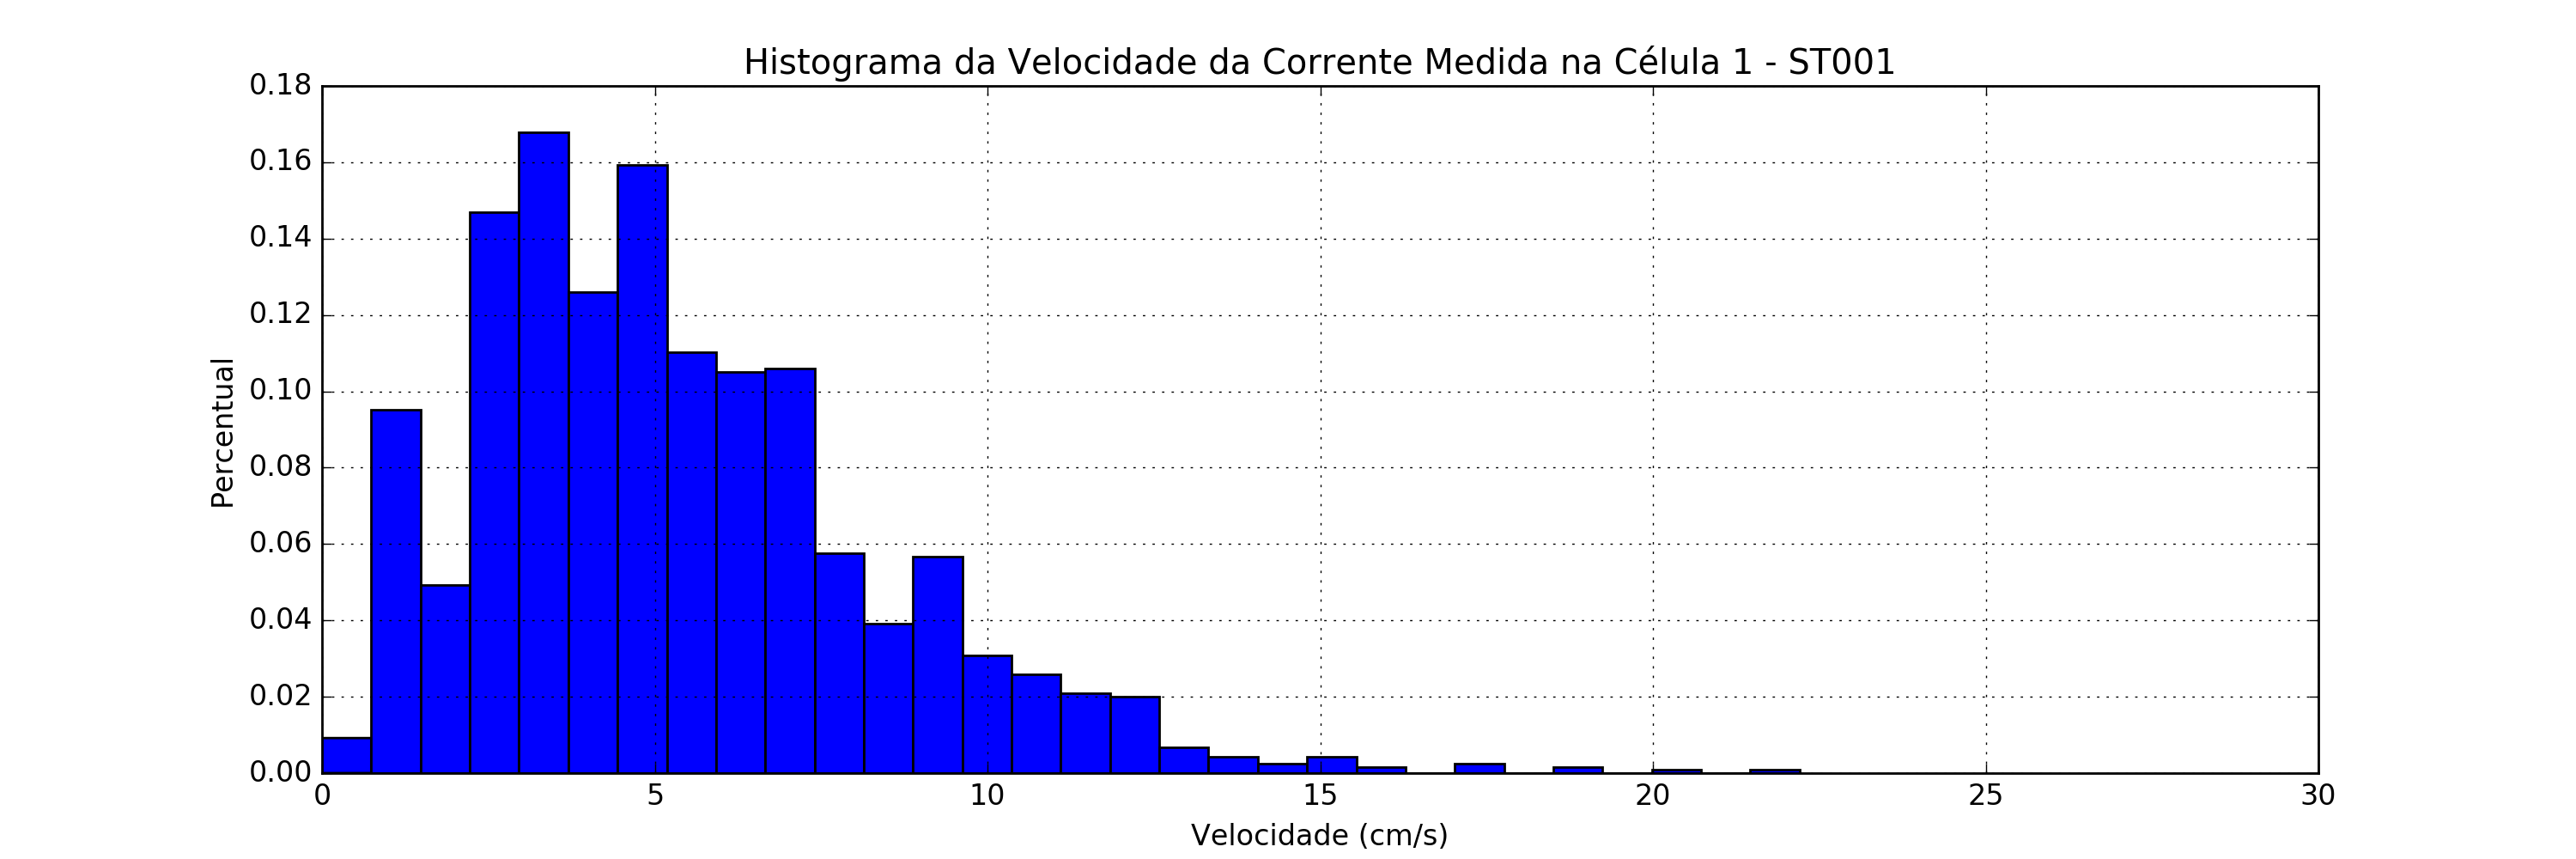 Histograma da Velocidade da Corrente Medida na Célula 1 - ST001
0.18
0.16
0.14
0.12
0.10
0.08
0.06
0.04
0.02
0.00
Percentual
0 5 10 15 20 25 30
Velocidade (cm/s)